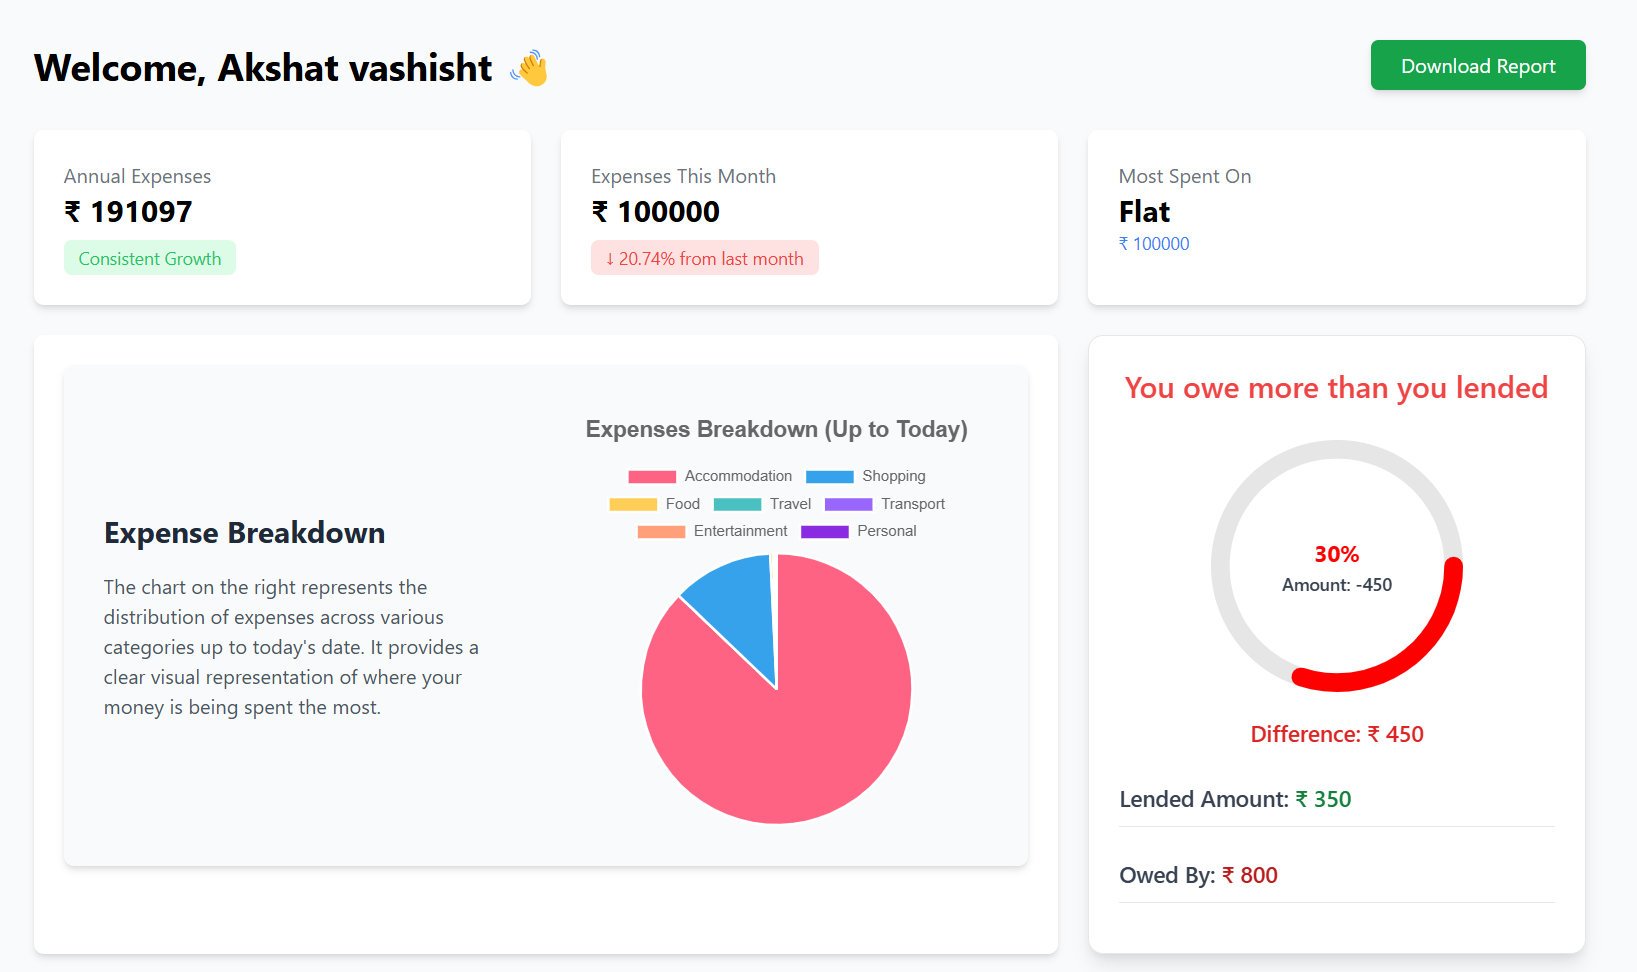 Welcome, Akshat vashisht 👋
Download Report
Annual Expenses
₹ 191097
Consistent Growth
Expenses This Month
₹ 100000
↓ 20.74% from last month
Most Spent On
Flat
₹ 100000
Expense Breakdown
The chart on the right represents the
distribution of expenses across various
categories up to today's date. It provides a
clear visual representation of where your
money is being spent the most.
Expenses Breakdown (Up to Today)
Accommodation Shopping
Food Travel Transport
Entertainment Personal
You owe more than you lended
30%
Amount: -450
Difference: ₹ 450
Lended Amount: ₹ 350
Owed By: ₹ 800